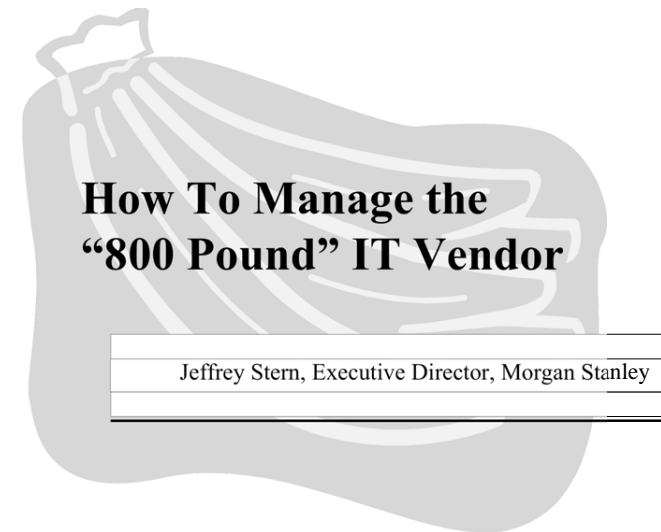 How To Manage the
“800 Pound” IT Vendor
Jeffrey Stern, Executive Director, Morgan Stanley